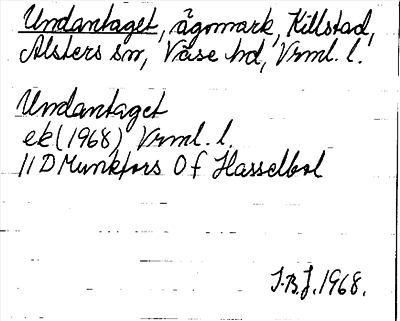 Undantaget, ägomark, Killstad,
Alsters sn, Väse hd, Vrml. l.
Undantaget
ek (1968) Vrml. l.
11 D Munkfors 0 f Hasselbol
I.B.J. 1968.